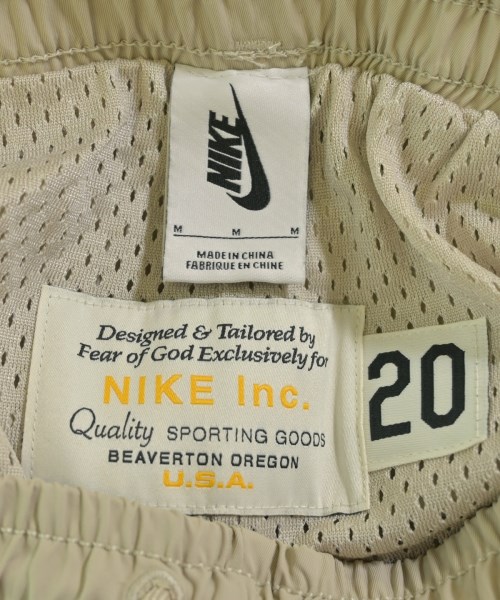 NIKE
M M M
MADE IN CHINA
FABRIQUE EN CHINE
Designed & Tailored by
Fear of God Exclusively for
NIKE Inc.
Quality SPORTING GOODS
BEAVERTON OREGON
U.S.A.
20